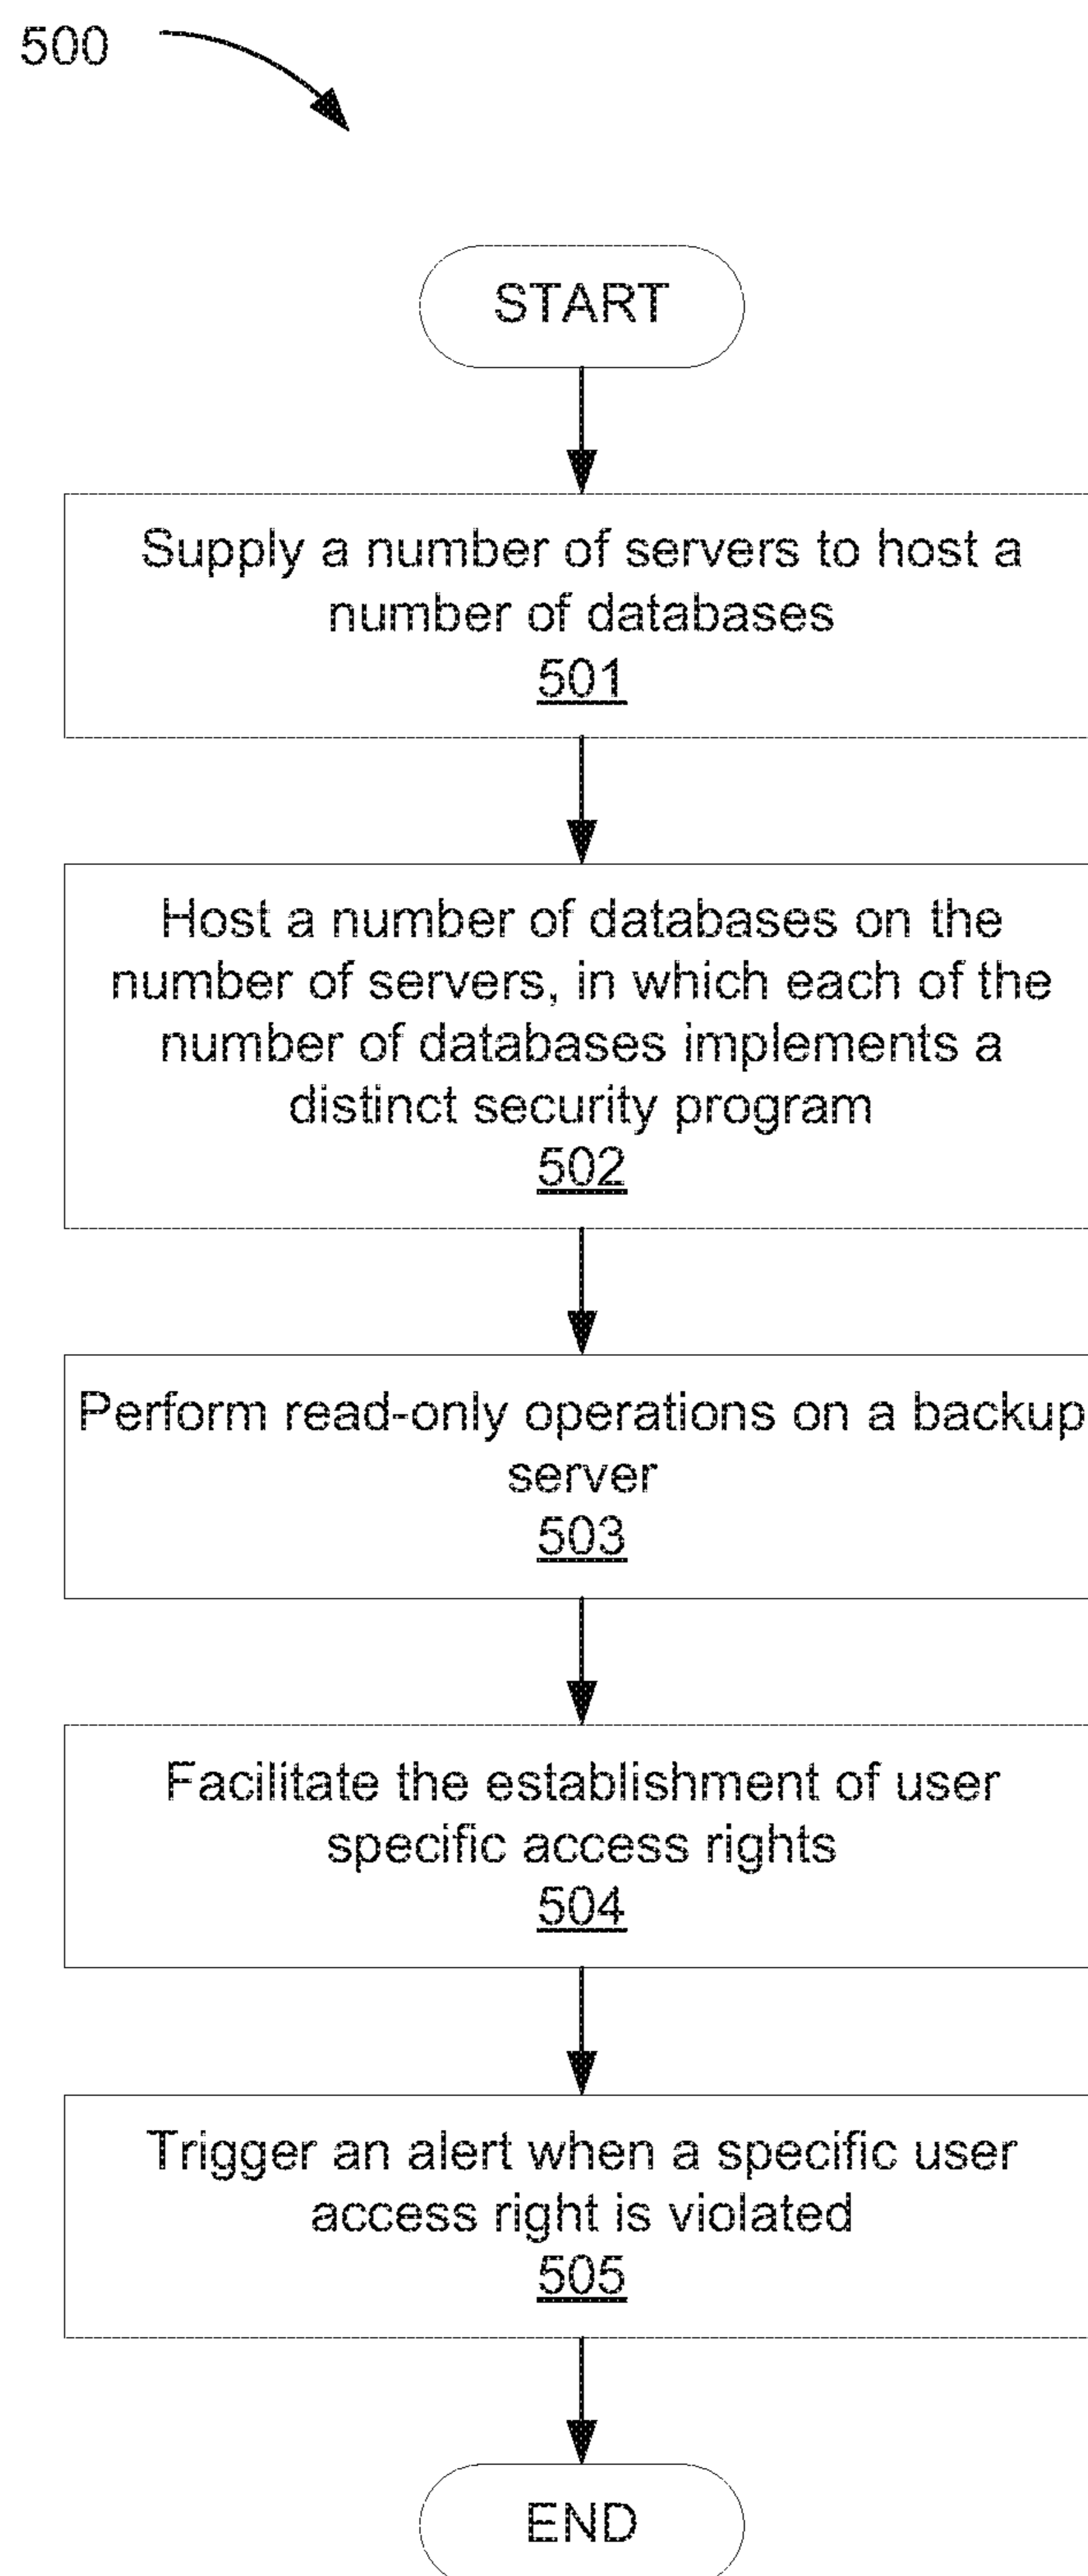 500
START
Supply a number of servers to host a
number of databases
501
Host a number of databases on the
number of servers, in which each of the
number of databases implements a
distinct security program
502
Perform read-only operations on a backup
server
503
Facilitate the establishment of user
specific access rights
504
Trigger an alert when a specific user
access right is violated
505
END